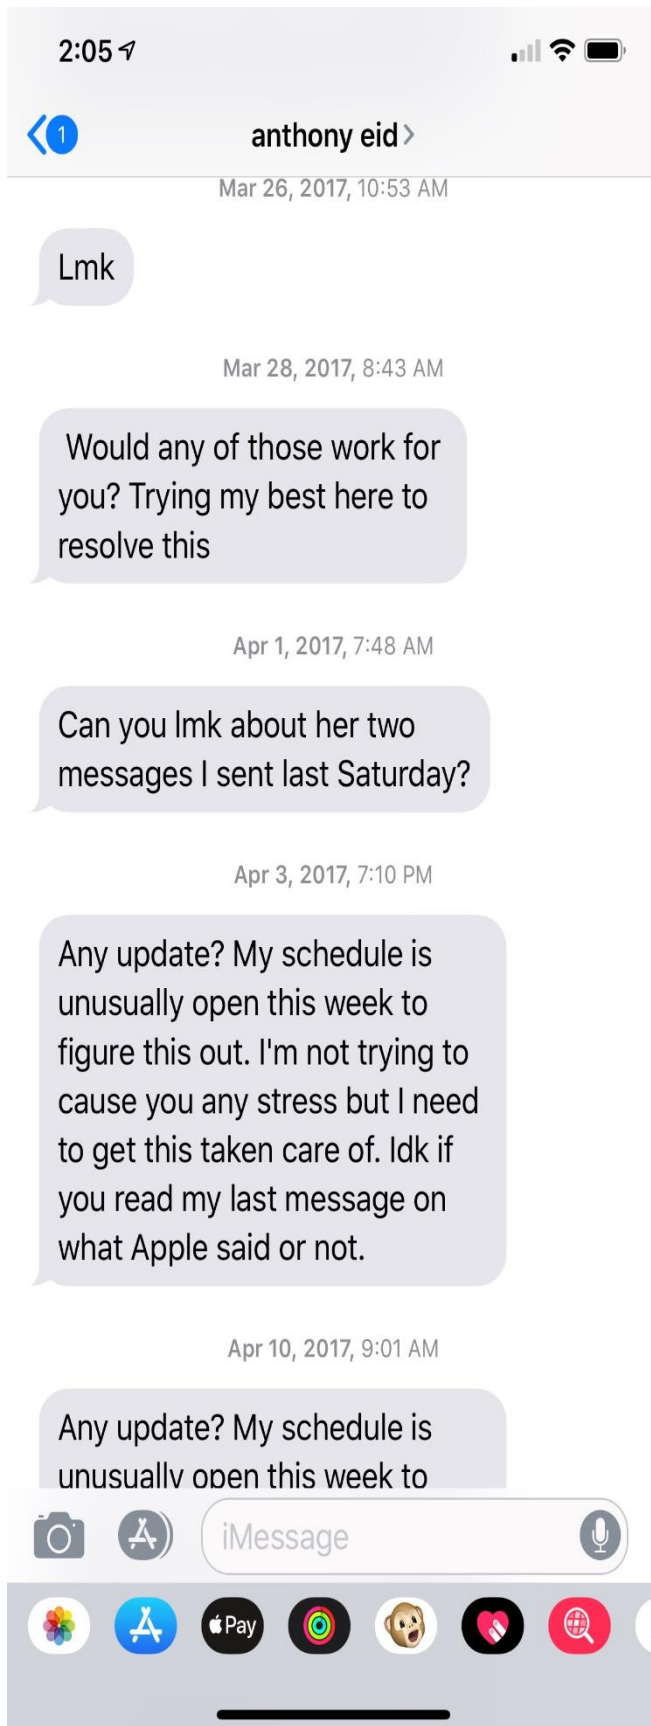 2:05
1
anthony eid
Mar 26, 2017, 10:53 AM
Lmk
Mar 28, 2017, 8:43 AM
Would any of those work for
you? Trying my best here to
resolve this
Apr 1, 2017, 7:48 AM
Can you lmk about her two
messages I sent last Saturday?
Apr 3, 2017, 7:10 PM
Any update? My schedule is
unusually open this week to
figure this out. I'm not trying to
cause you any stress but I need
to get this taken care of. Idk if
you read my last message on
what Apple said or not.
Apr 10, 2017, 9:01 AM
Any update? My schedule is
unusually open this week to
iMessage
Pay